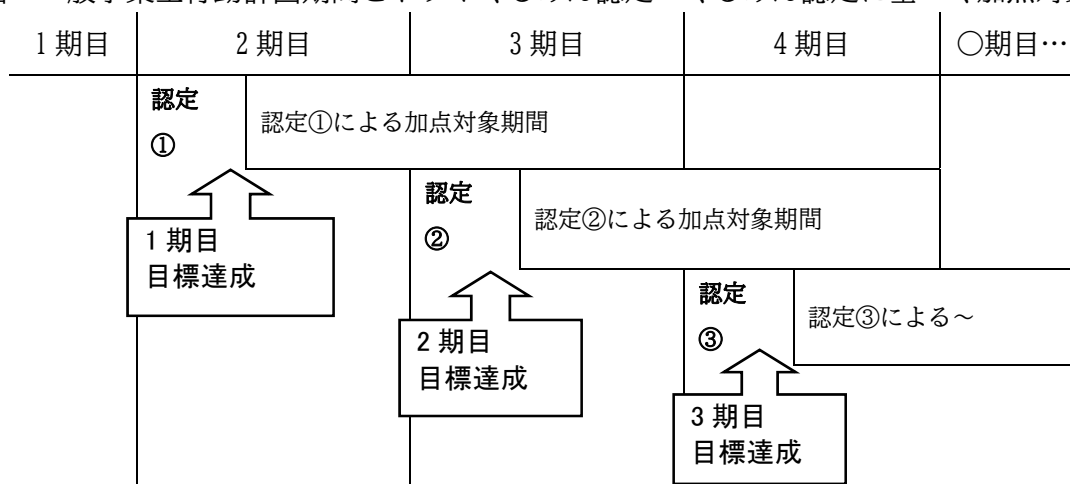 1期目 2期目 3期目 4期目 ○期目…
認定
①
認定①による加点対象期間
1期目
目標達成
認定
②
認定②による加点対象期間
2期目
目標達成
認定
③
認定③による～
3期目
目標達成